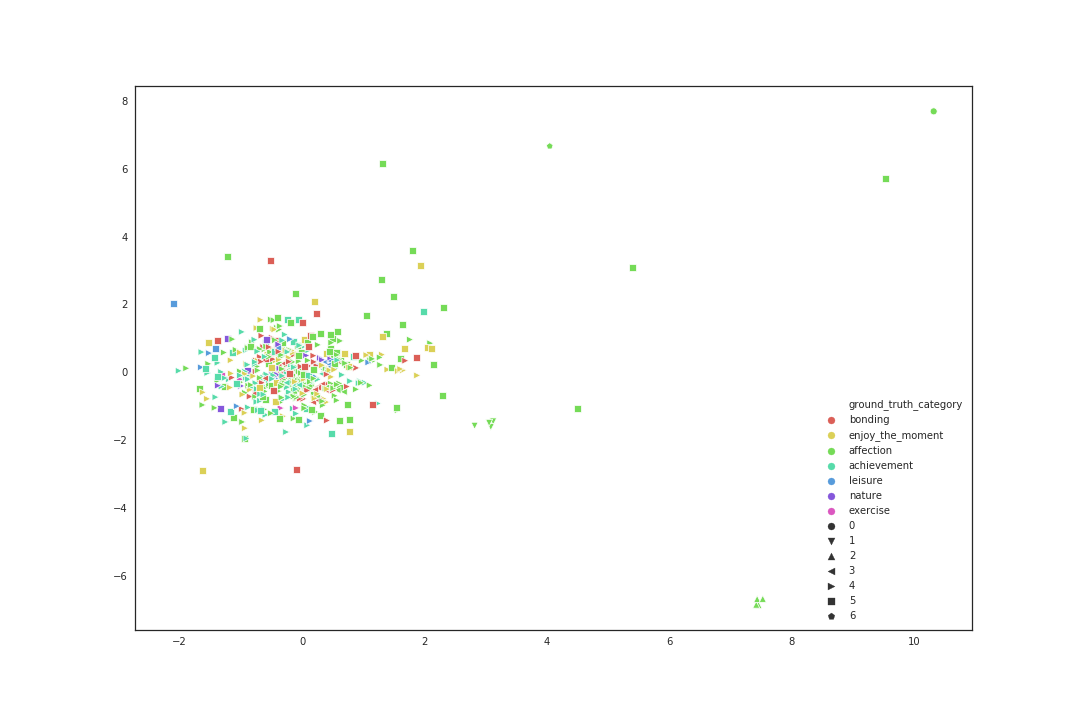 8
6
4
2
0
−2
−4
−6
−2
0
2
4
6
8
10
ground_truth_category
bonding
enjoy_the_moment
affection
achievement
leisure
nature
exercise
0
1
2
3
4
5
6